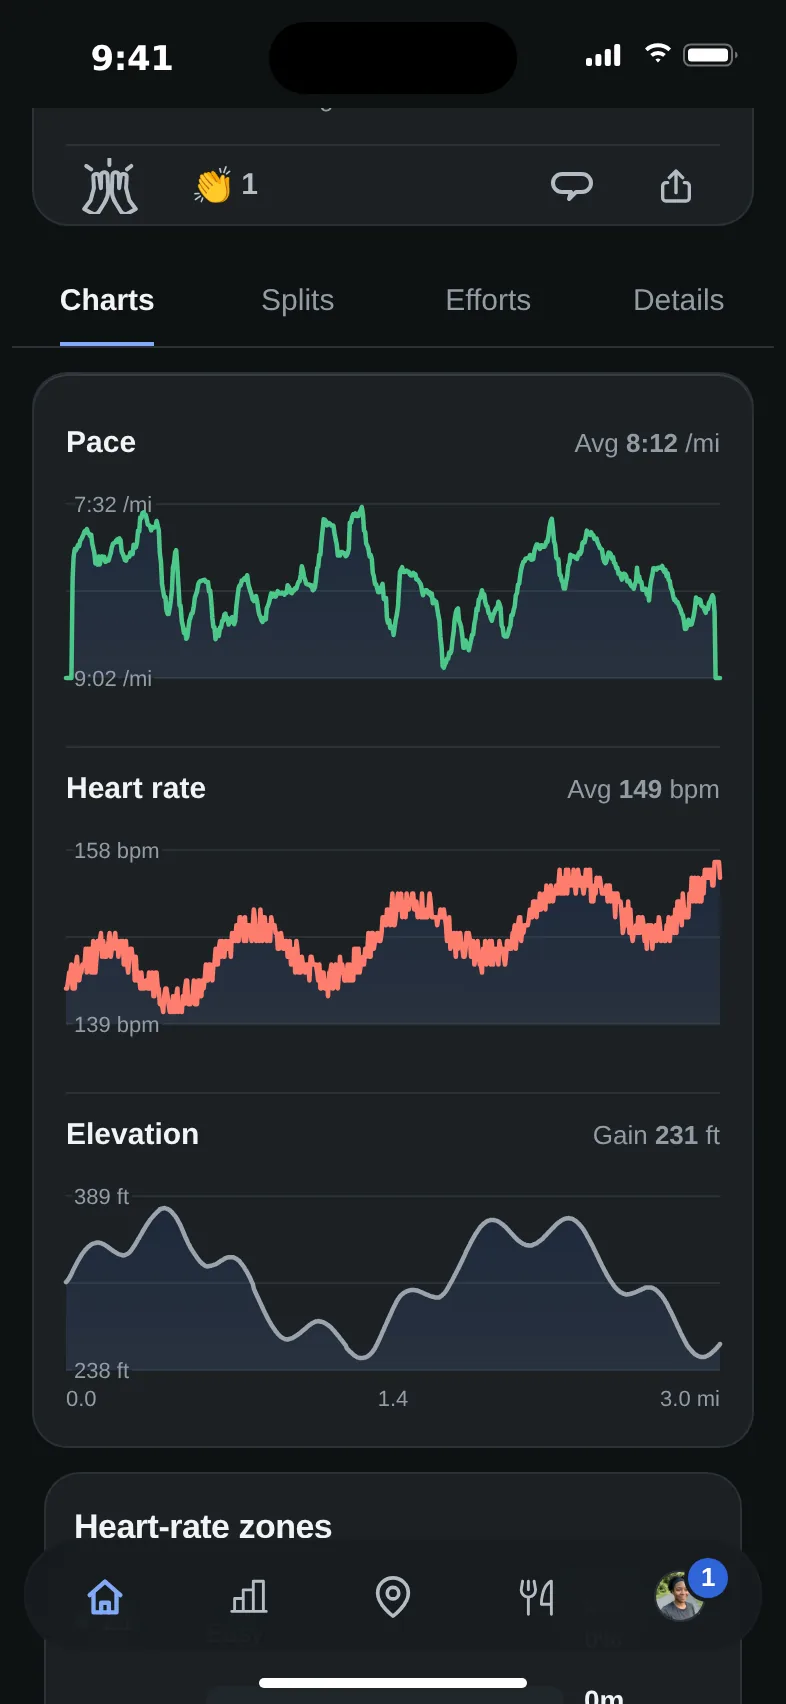 9:41
1
Charts Splits Efforts Details
Pace Avg 8:12 /mi
7:32 /mi
9:02 /mi
Heart rate Avg 149 bpm
158 bpm
139 bpm
Elevation Gain 231 ft
389 ft
238 ft
0.0 1.4 3.0 mi
Heart-rate zones
1
0m